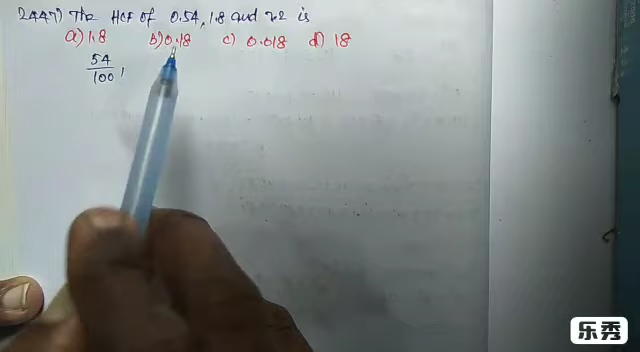 2447) The HCF of 0.54, 1.8 and 7.2 is
a) 1.8 b) 0.18 c) 0.018 d) 18
54
100,
乐秀